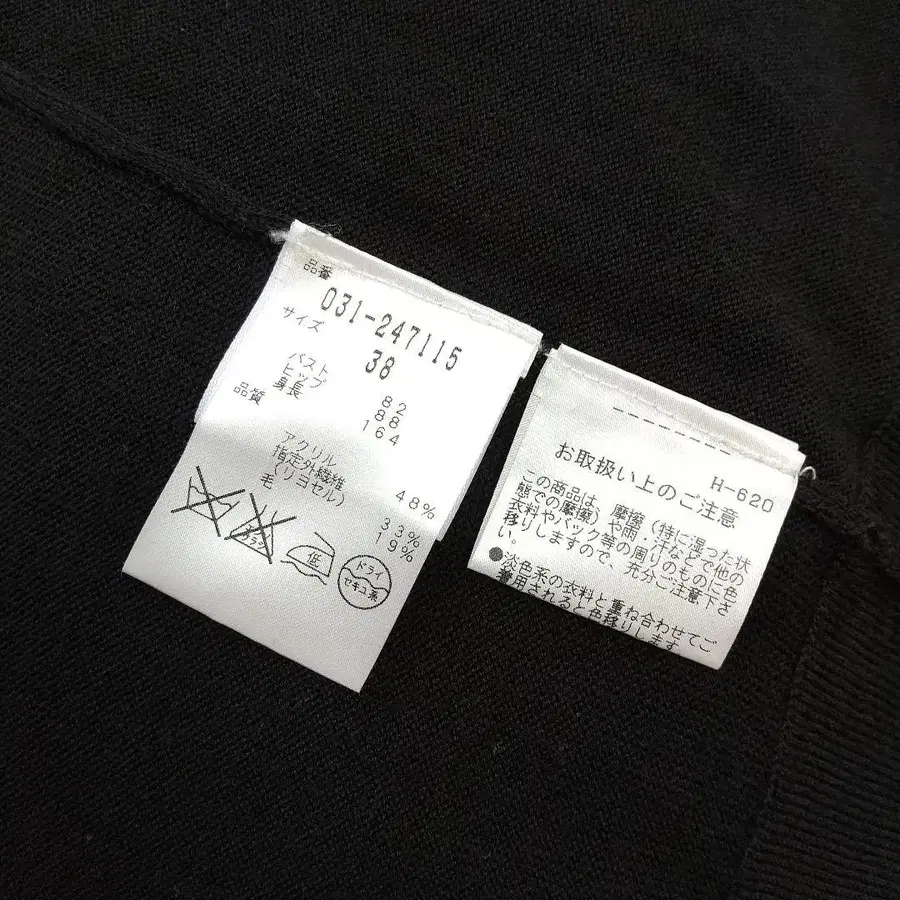 品番
031-247115
サイズ
38
バスト 82
ヒップ 88
身長 164
品質
アクリル 48%
指定外繊維
(リヨセル) 33%
毛 19%
エンソ
サラシ
低
ドライ
セキユ系
H-620
お取扱い上のご注意
この商品は、摩擦(特に湿った状
態での摩擦)や雨、汗などで他の
衣料やバック等の周りのものに色
移りしますので、充分ご注意下さ
い。
●淡色系の衣料と重ね合わせてご
着用されると色移りします